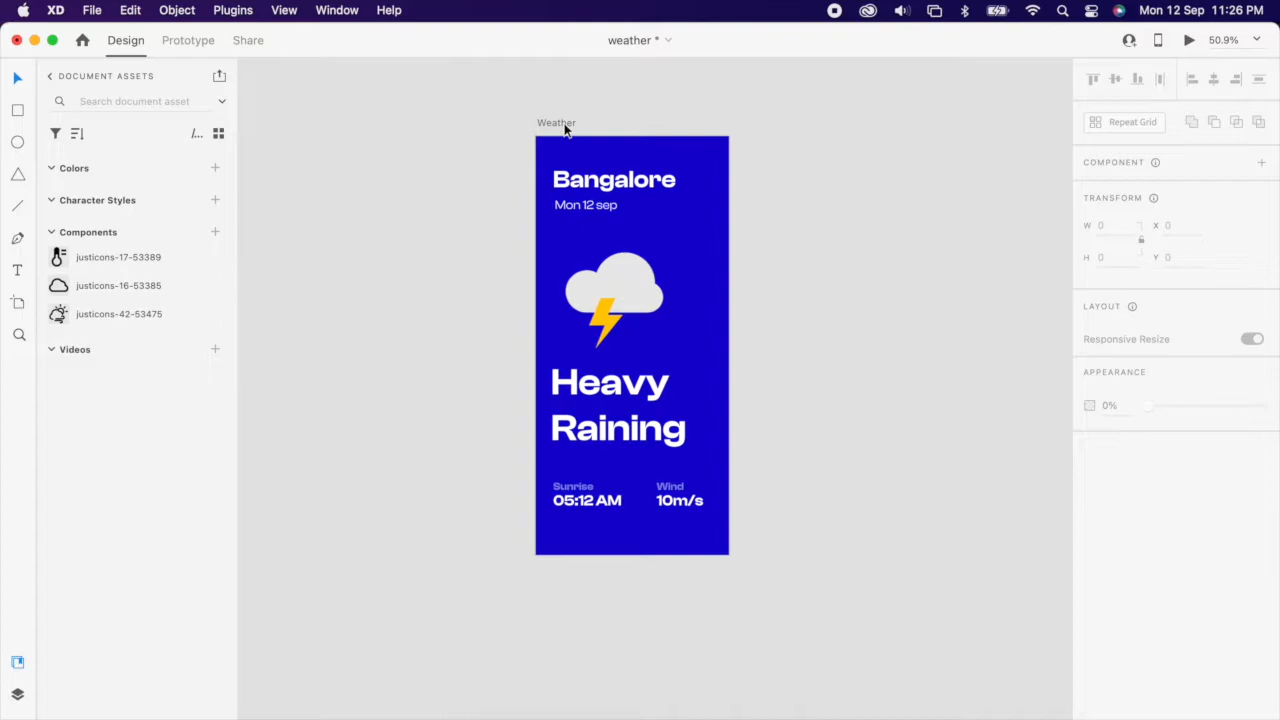 XD File Edit Object Plugins View Window Help Mon 12 Sep 11:26 PM
Design Prototype Share weather * 50.9%
DOCUMENT ASSETS
Search document asset
/...
Colors
Character Styles
Components
justicons-17-53389
justicons-16-53385
justicons-42-53475
Videos
Weather
Bangalore
Mon 12 sep
Heavy
Raining
Sunrise Wind
05:12 AM 10m/s
Repeat Grid
COMPONENT
TRANSFORM
W 0 X 0
H 0 Y 0
LAYOUT
Responsive Resize
APPEARANCE
0%